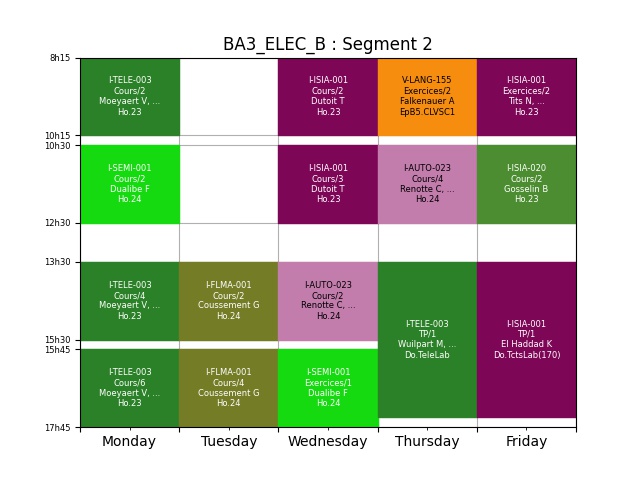 BA3_ELEC_B : Segment 2
8h15
I-TELE-003
Cours/2
Moeyaert V, ...
Ho.23
I-ISIA-001
Cours/2
Dutoit T
Ho.23
V-LANG-155
Exercices/2
Falkenauer A
EpB5.CLVSC1
I-ISIA-001
Exercices/2
Tits N, ...
Ho.23
10h15
10h30
I-SEMI-001
Cours/2
Dualibe F
Ho.24
I-ISIA-001
Cours/3
Dutoit T
Ho.23
I-AUTO-023
Cours/4
Renotte C, ...
Ho.24
I-ISIA-020
Cours/2
Gosselin B
Ho.23
12h30
13h30
I-TELE-003
Cours/4
Moeyaert V, ...
Ho.23
I-FLMA-001
Cours/2
Coussement G
Ho.24
I-AUTO-023
Cours/2
Renotte C, ...
Ho.24
I-TELE-003
TP/1
Wuilpart M, ...
Do.TeleLab
I-ISIA-001
TP/1
El Haddad K
Do.TctsLab(170)
15h30
15h45
I-TELE-003
Cours/6
Moeyaert V, ...
Ho.23
I-FLMA-001
Cours/4
Coussement G
Ho.24
I-SEMI-001
Exercices/1
Dualibe F
Ho.24
17h45
Monday
Tuesday
Wednesday
Thursday
Friday